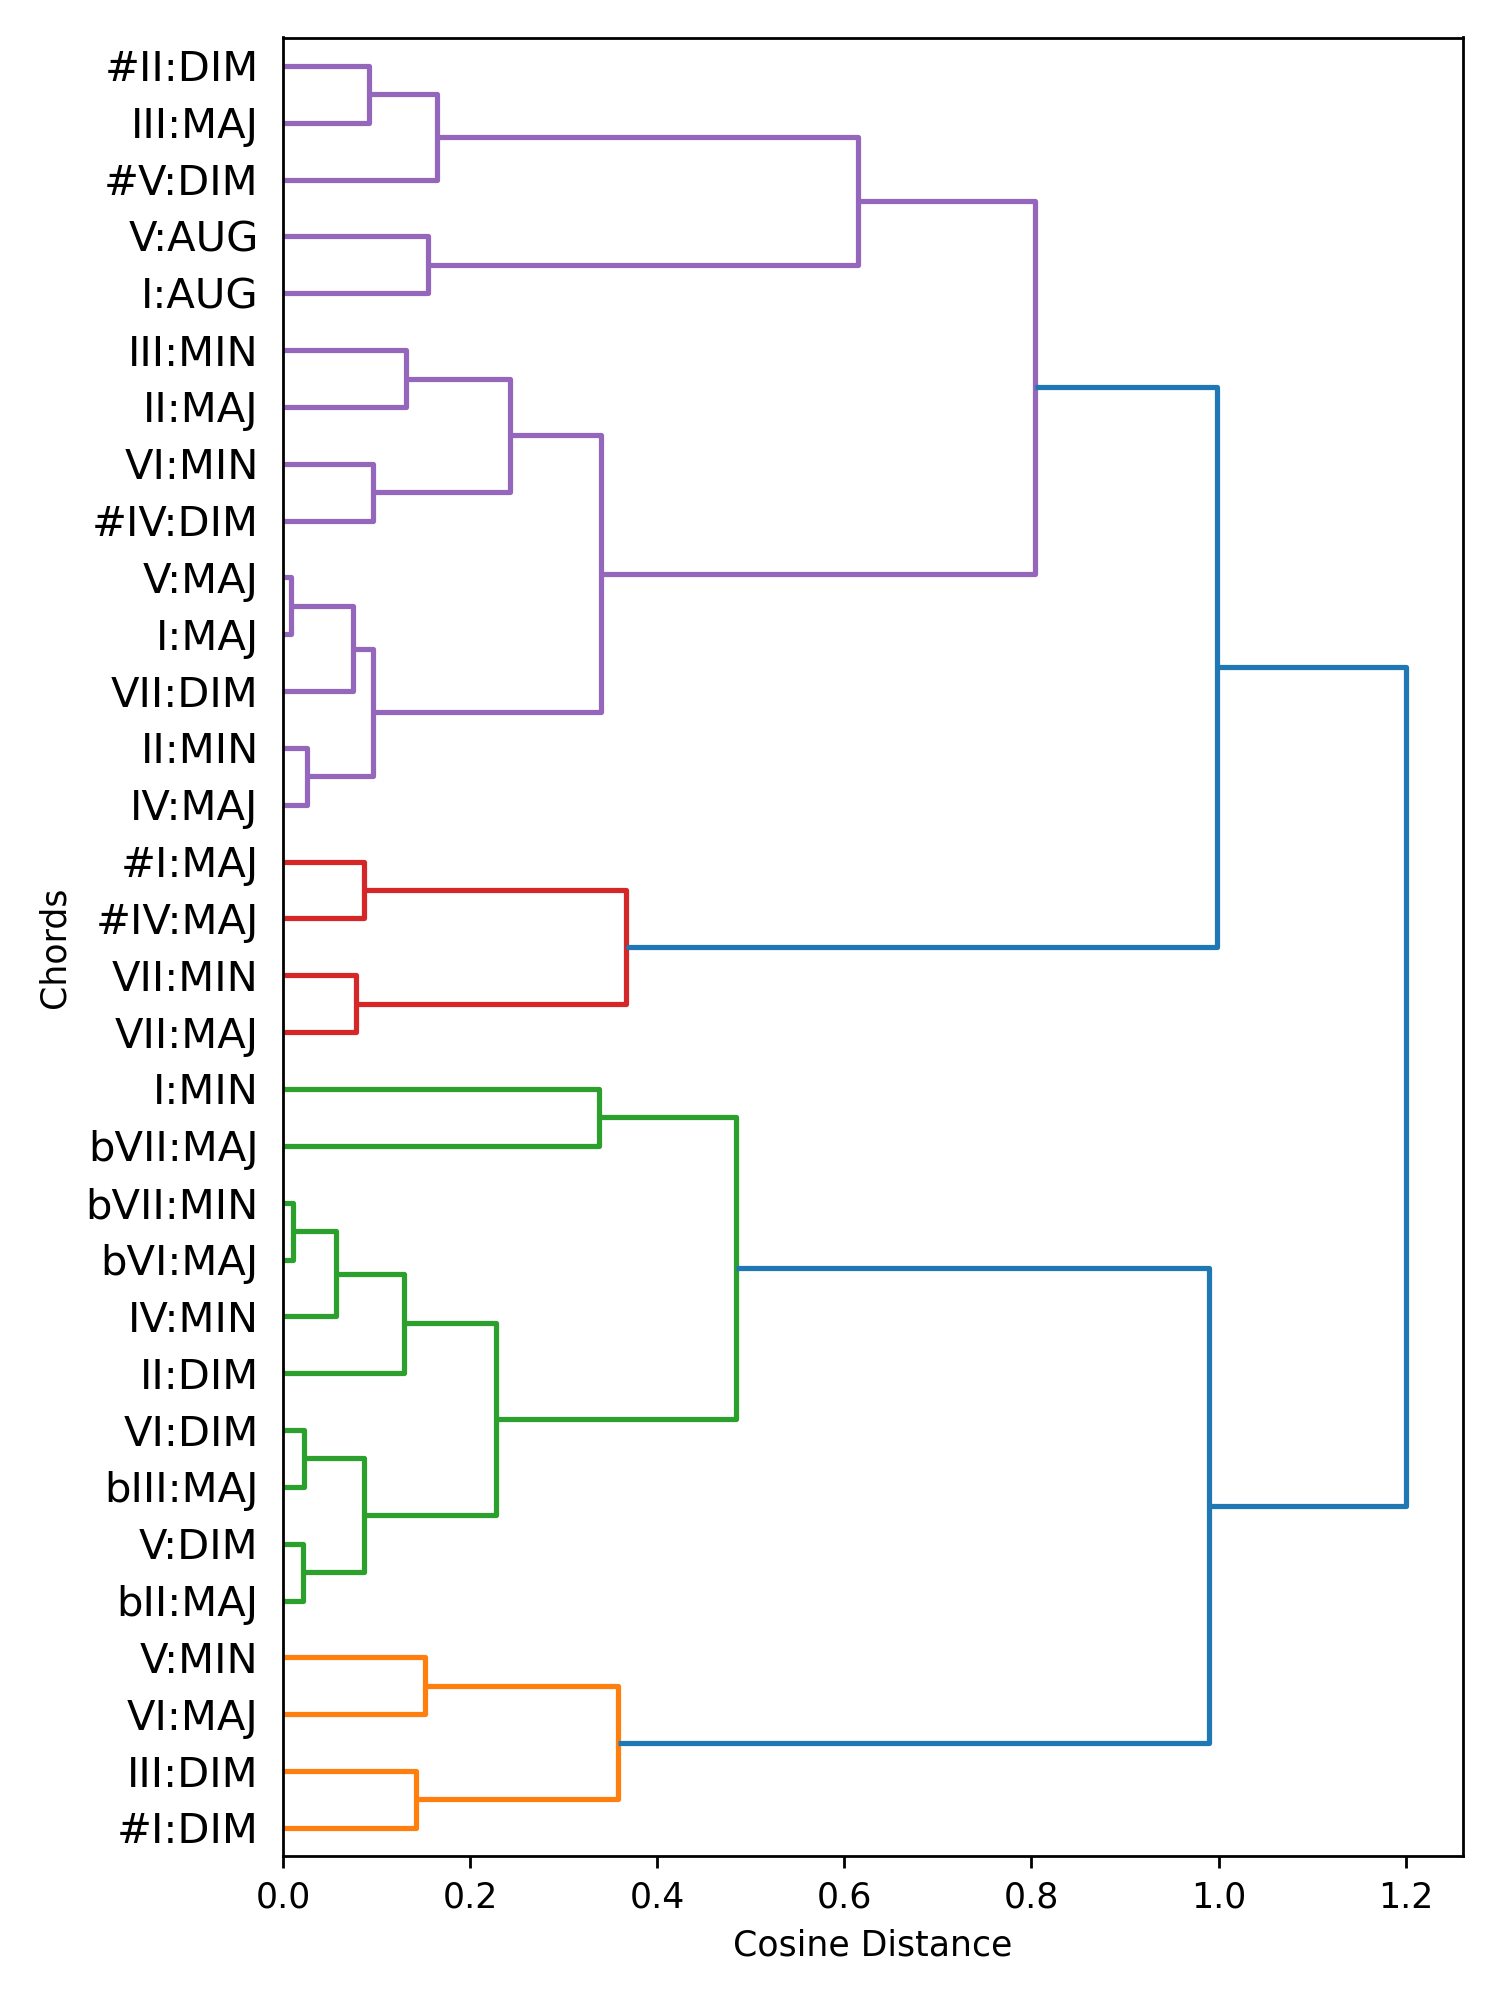 #II:DIM
III:MAJ
#V:DIM
V:AUG
I:AUG
III:MIN
II:MAJ
VI:MIN
#IV:DIM
V:MAJ
I:MAJ
VII:DIM
II:MIN
IV:MAJ
#I:MAJ
#IV:MAJ
VII:MIN
VII:MAJ
I:MIN
bVII:MAJ
bVII:MIN
bVI:MAJ
IV:MIN
II:DIM
VI:DIM
bIII:MAJ
V:DIM
bII:MAJ
V:MIN
VI:MAJ
III:DIM
#I:DIM
Chords
0.0 0.2 0.4 0.6 0.8 1.0 1.2
Cosine Distance